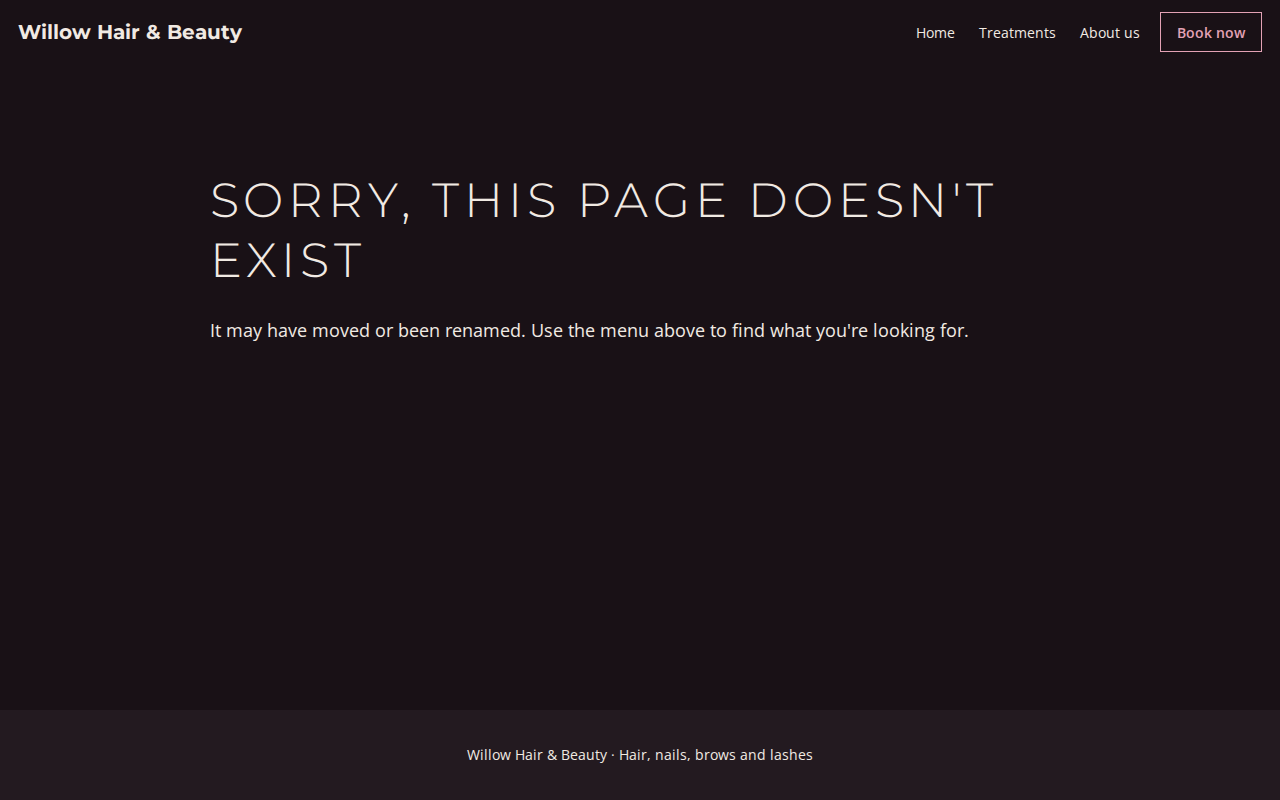 Willow Hair & Beauty
Home
Treatments
About us
Book now
SORRY, THIS PAGE DOESN'T
EXIST
It may have moved or been renamed. Use the menu above to find what you're looking for.
Willow Hair & Beauty · Hair, nails, brows and lashes